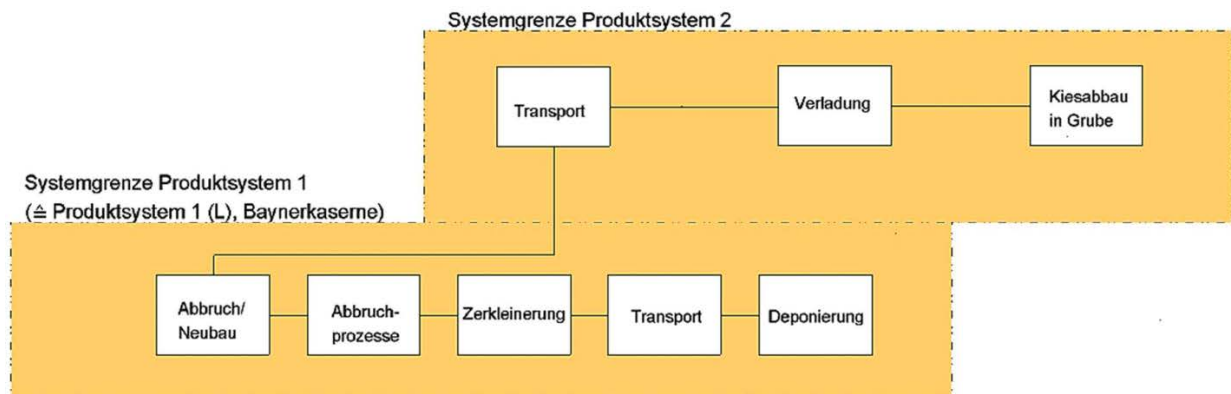 Systemgrenze Produktsystem 2
Transport
Verladung
Kiesabbau
in Grube
Systemgrenze Produktsystem 1
(≙ Produktsystem 1 (L), Baynerkaserne)
Abbruch/
Neubau
Abbruch-
prozesse
Zerkleinerung
Transport
Deponierung